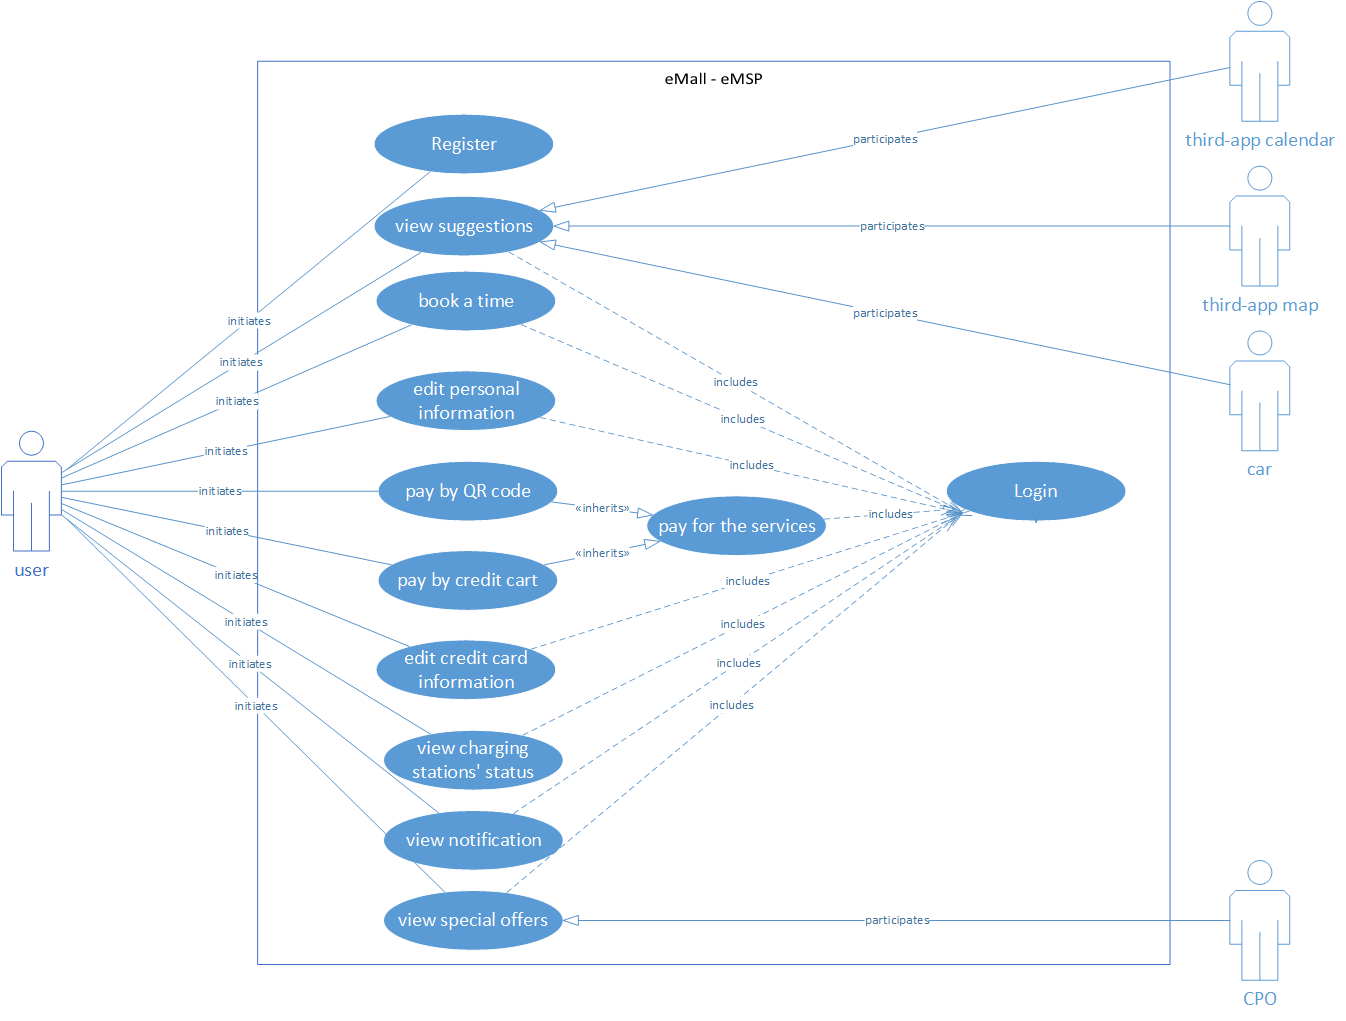 eMall - eMSP
third-app calendar
third-app map
car
CPO
user
Register
view suggestions
book a time
edit personal
information
pay by QR code
pay by credit cart
edit credit card
information
view charging
stations' status
view notification
view special offers
pay for the services
Login
initiates
initiates
initiates
initiates
initiates
initiates
initiates
initiates
initiates
initiates
participates
participates
participates
participates
«inherits»
«inherits»
includes
includes
includes
includes
includes
includes
includes
includes